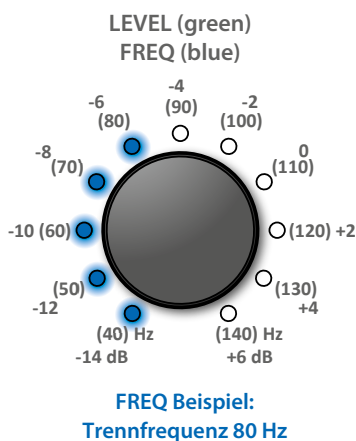 LEVEL (green)
FREQ (blue)
-4
(90)
-6
(80)
-2
(100)
-8
(70)
0
(110)
-10 (60)
(120) +2
(50)
-12
(130)
+4
(40) Hz
-14 dB
(140) Hz
+6 dB
FREQ Beispiel:
Trennfrequenz 80 Hz